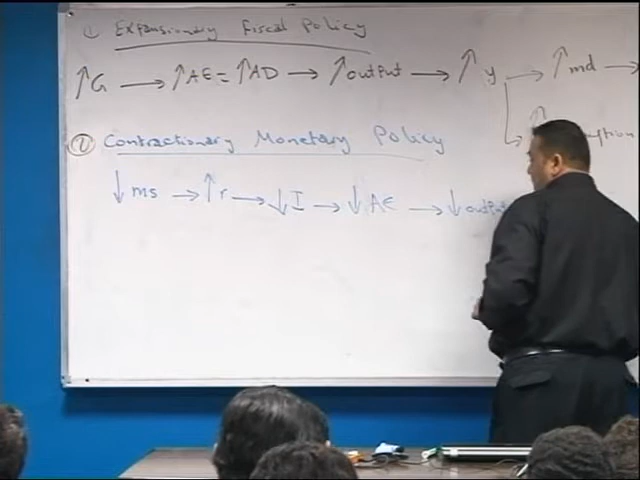 ① Expansionary Fiscal Policy
↑G → ↑AE = ↑AD → ↑output → ↑y → ↑md →
② Contractionary Monetary Policy
↓ms → ↑r → ↓I → ↓AE → ↓output